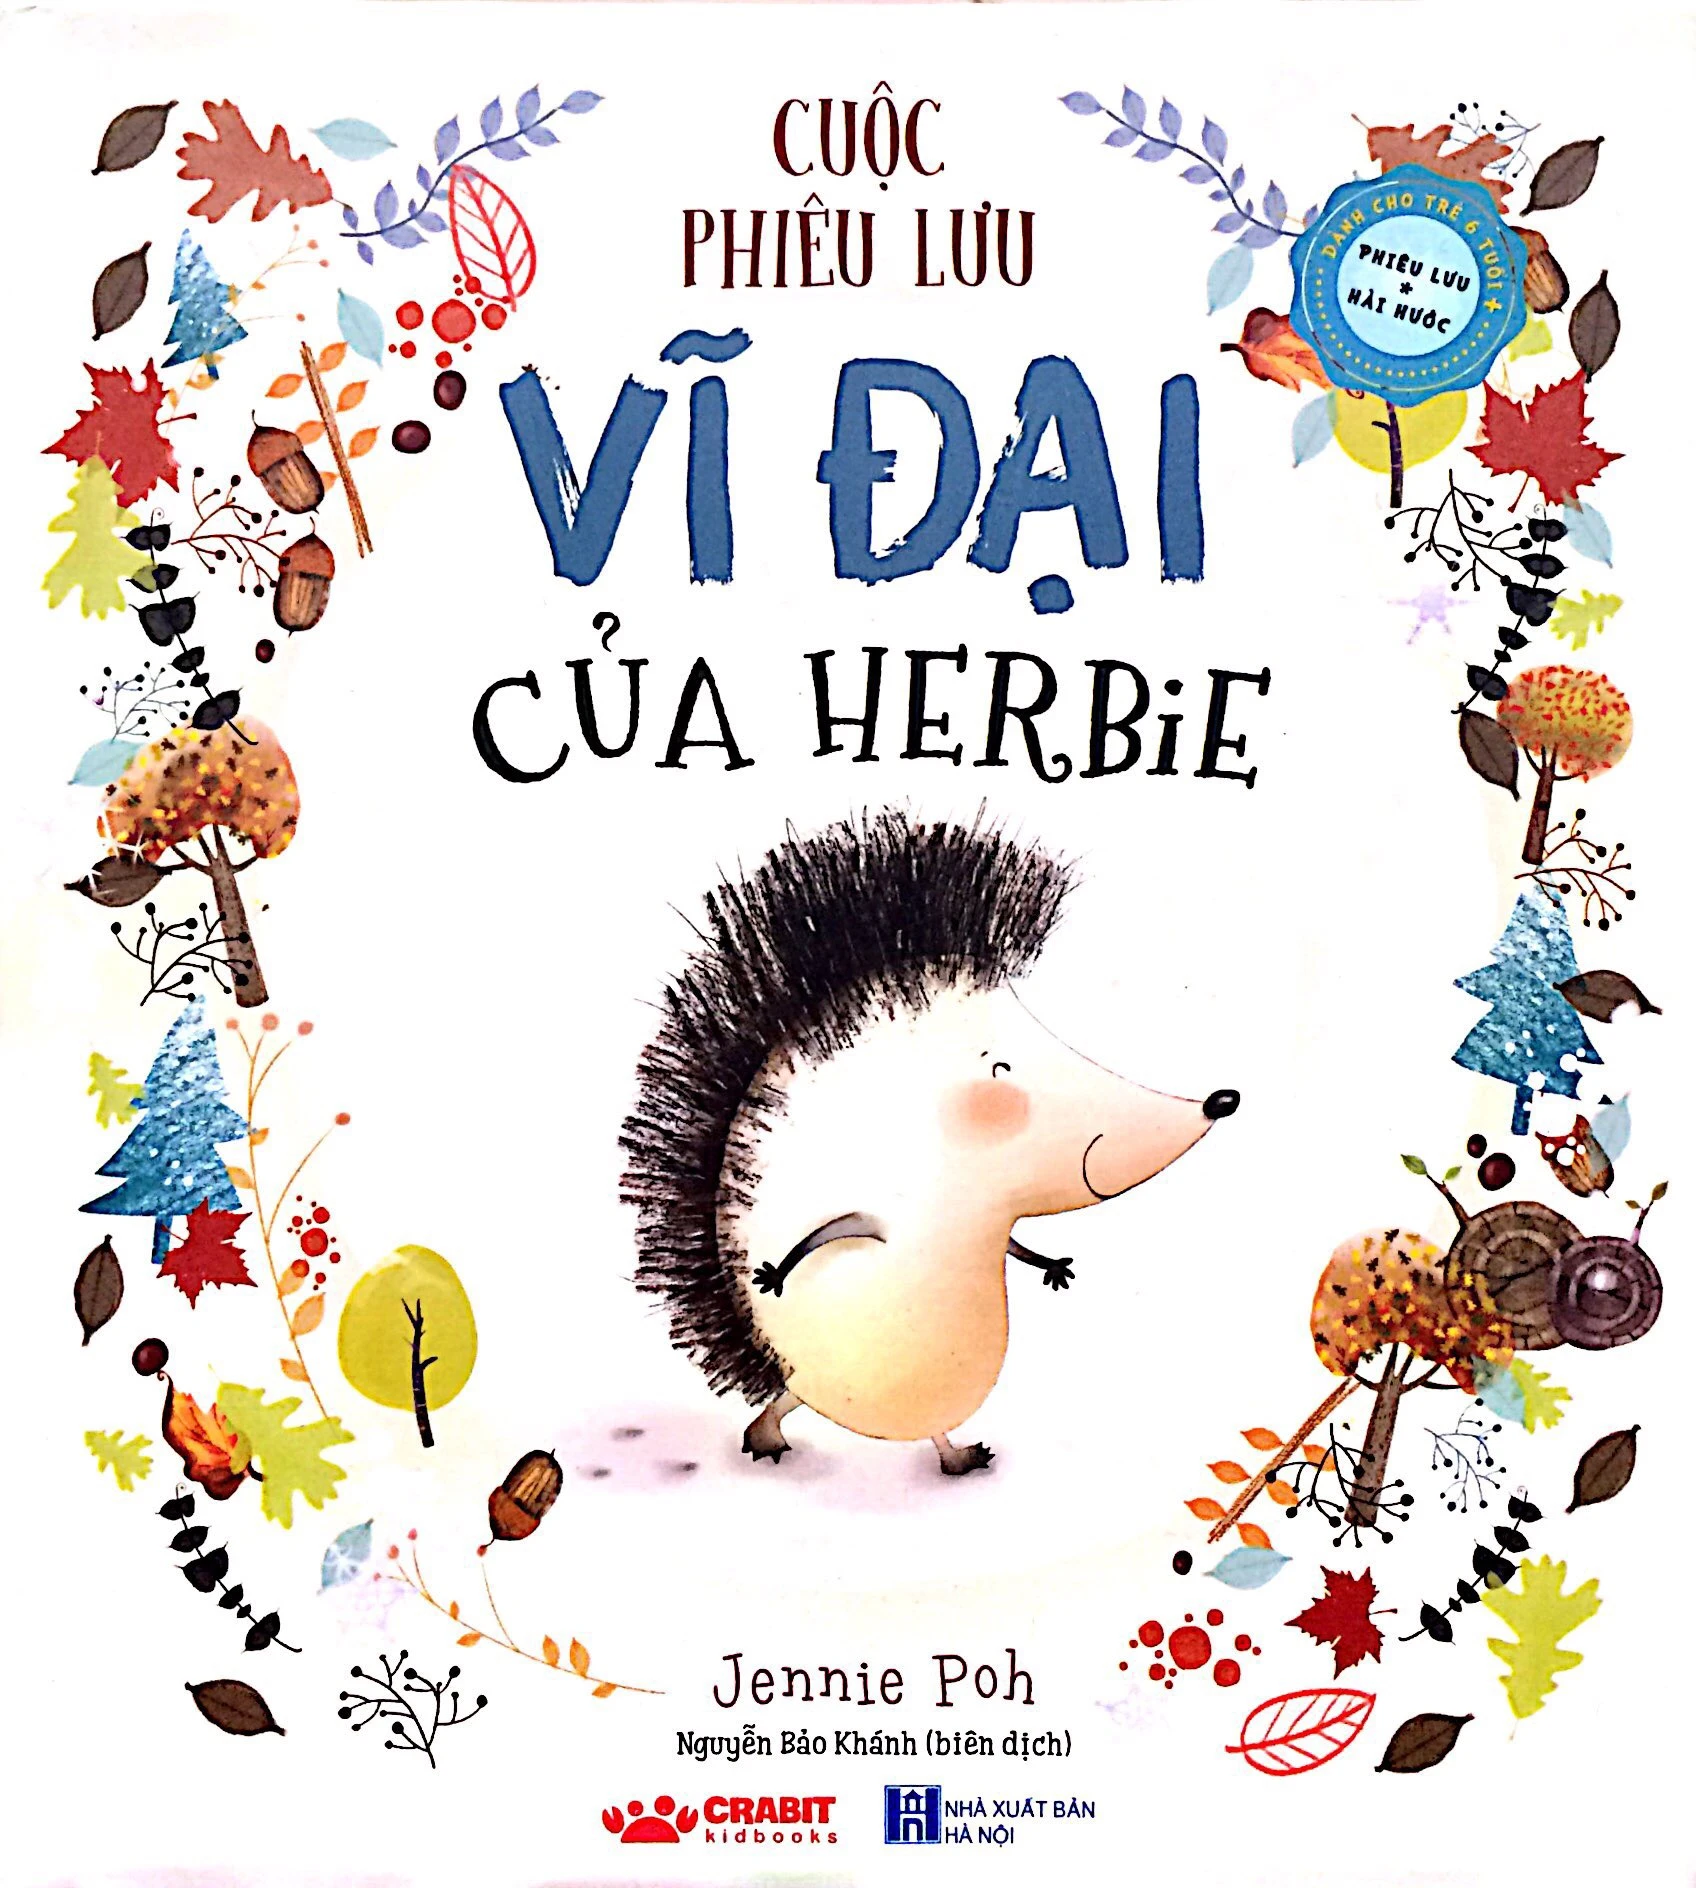 CUỘC
PHIÊU LƯU
VĨ ĐẠI
CỦA HERBiE
DÀNH CHO TRẺ 6 TUỔI +
PHIÊU LƯU
*
HÀI HƯỚC
Jennie Poh
Nguyễn Bảo Khánh (biên dịch)
CRABIT
kidbooks
NHÀ XUẤT BẢN
HÀ NỘI